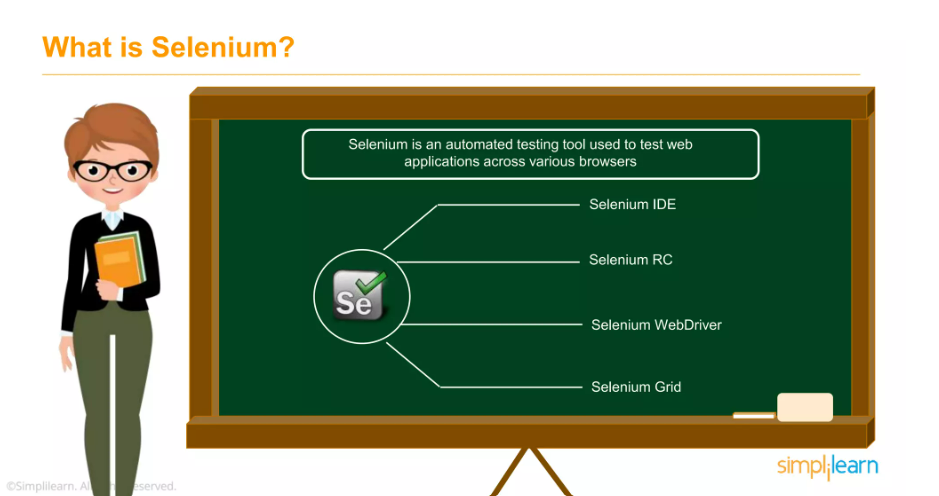 What is Selenium?
Selenium is an automated testing tool used to test web
applications across various browsers
Selenium IDE
Selenium RC
Se
Selenium WebDriver
Selenium Grid
simplilearn
©Simplilearn. All reserved.